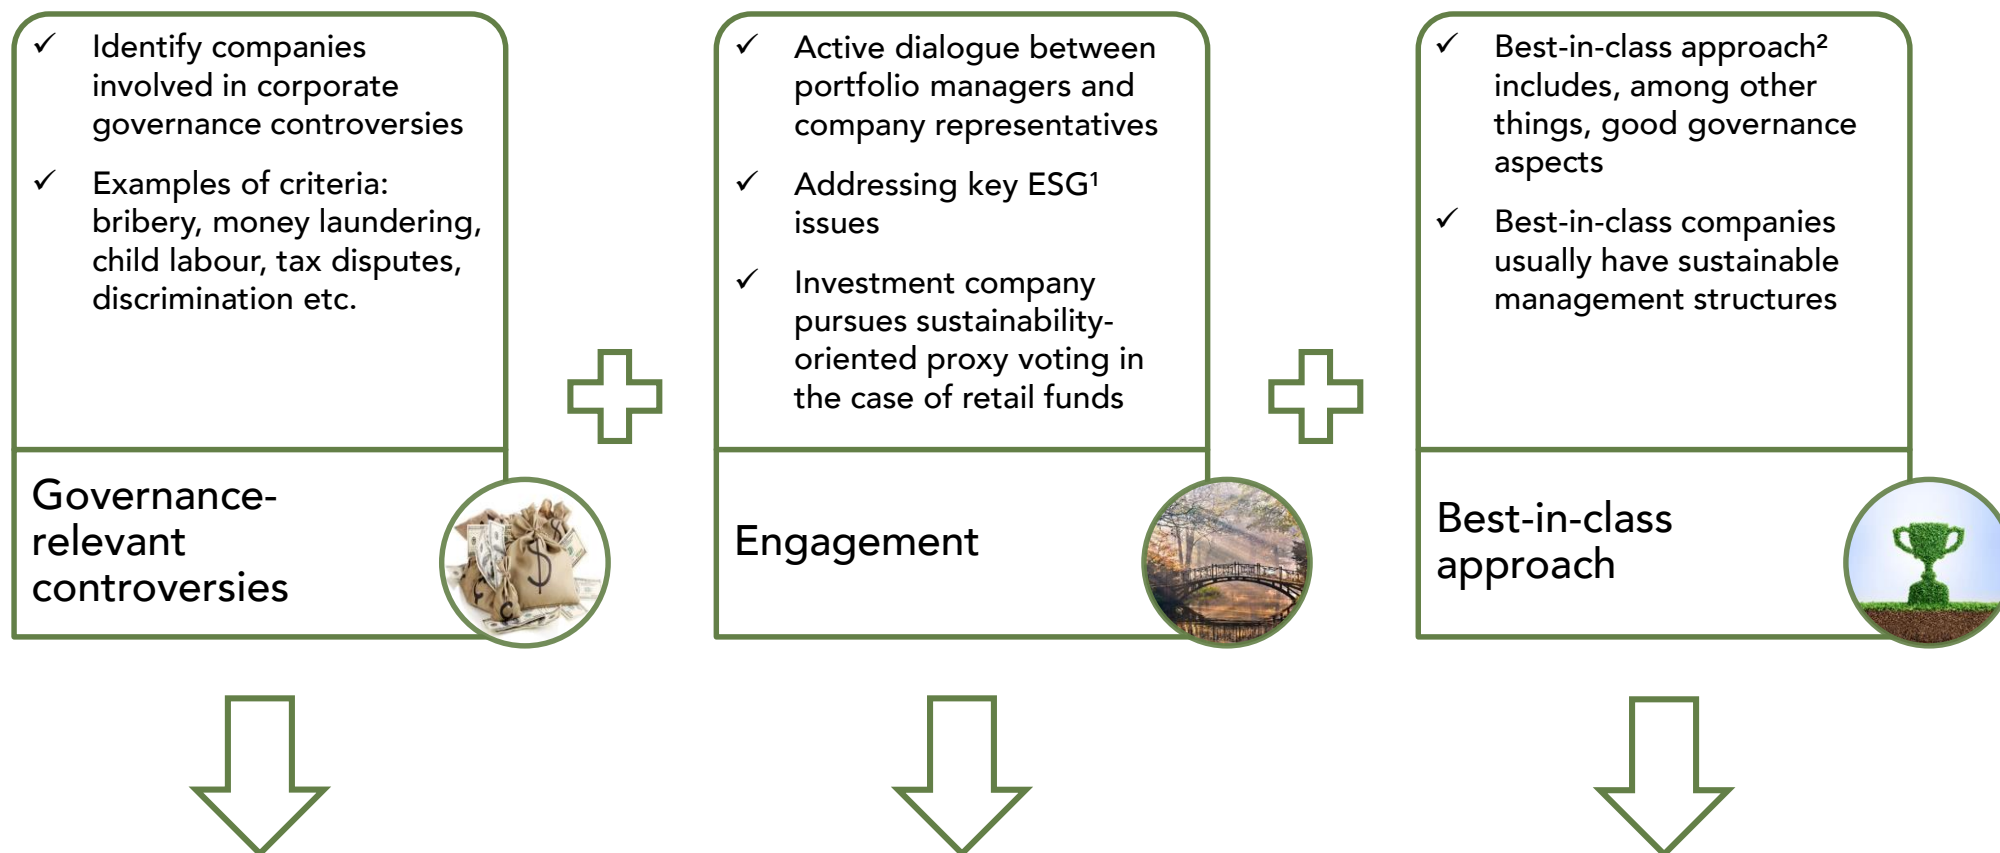 ✓ Identify companies
involved in corporate
governance controversies
✓ Examples of criteria:
bribery, money laundering,
child labour, tax disputes,
discrimination etc.
Governance-
relevant
controversies
✓ Active dialogue between
portfolio managers and
company representatives
✓ Addressing key ESG¹
issues
✓ Investment company
pursues sustainability-
oriented proxy voting in
the case of retail funds
Engagement
✓ Best-in-class approach²
includes, among other
things, good governance
aspects
✓ Best-in-class companies
usually have sustainable
management structures
Best-in-class
approach